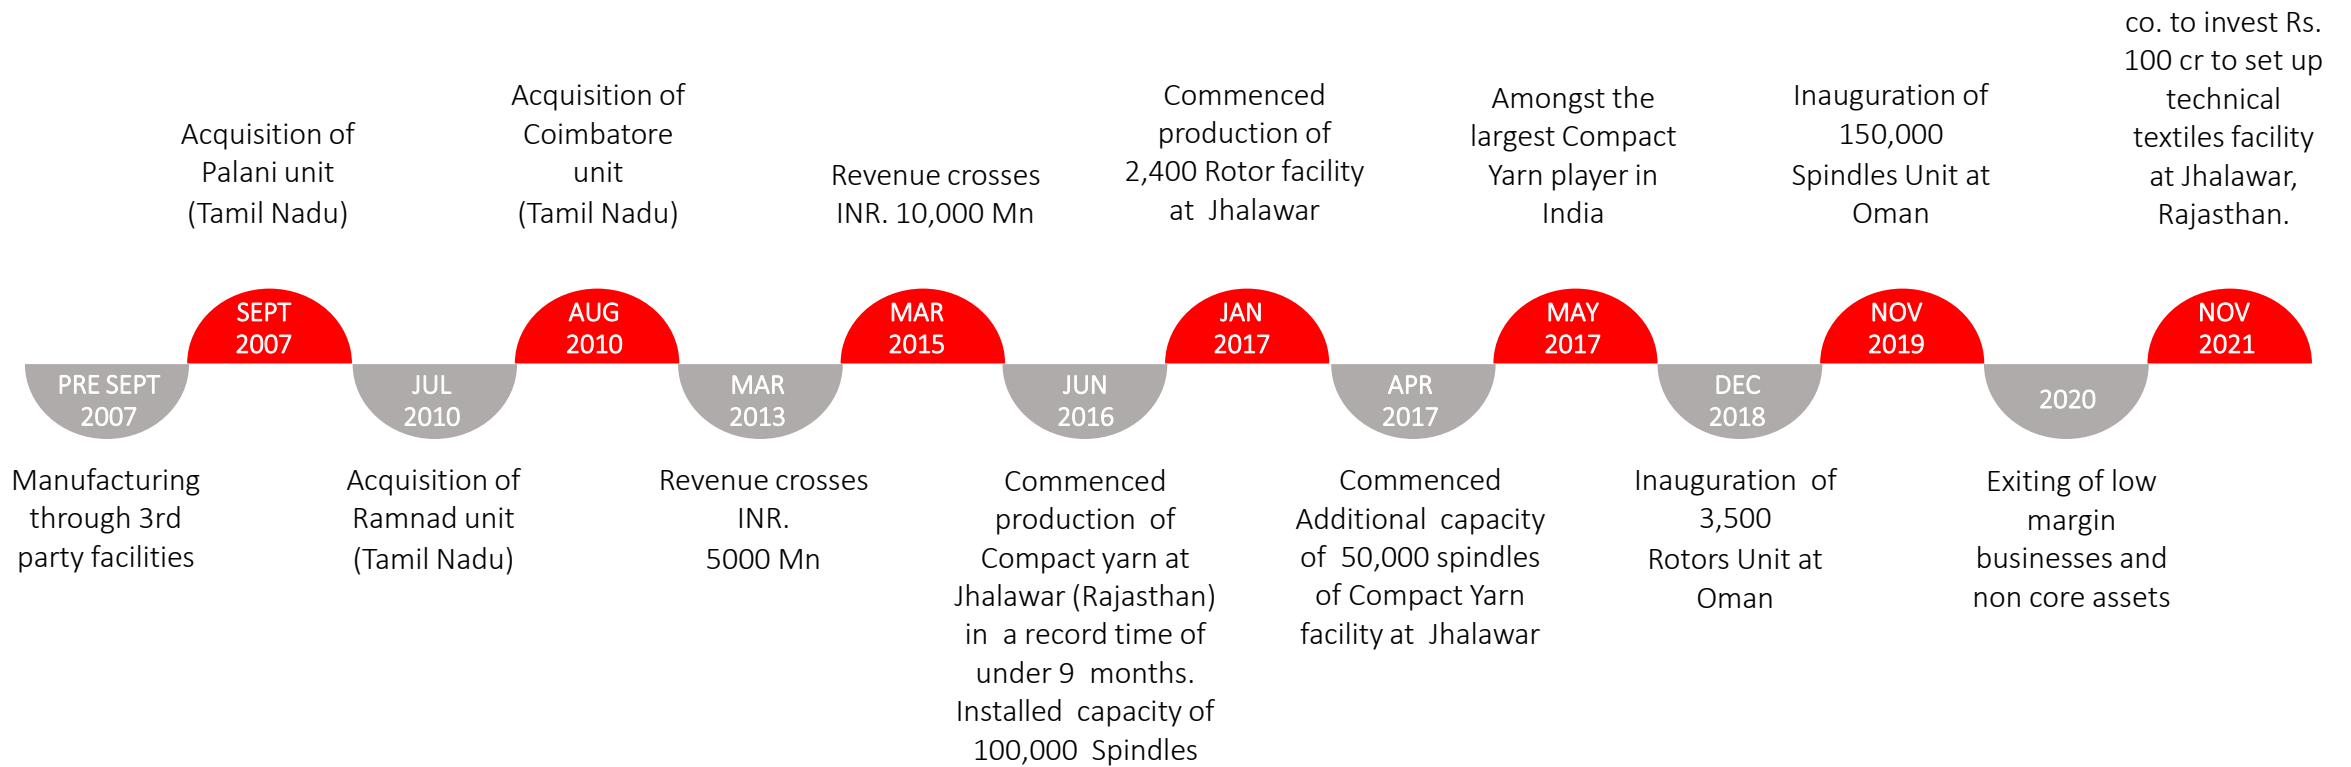 co. to invest Rs.
100 cr to set up
technical
textiles facility
at Jhalawar,
Rajasthan.
Acquisition of
Palani unit
(Tamil Nadu)
Acquisition of
Coimbatore
unit
(Tamil Nadu)
Revenue crosses
INR. 10,000 Mn
Commenced
production of
2,400 Rotor facility
at Jhalawar
Amongst the
largest Compact
Yarn player in
India
Inauguration of
150,000
Spindles Unit at
Oman
SEPT
2007
AUG
2010
MAR
2015
JAN
2017
MAY
2017
NOV
2019
NOV
2021
PRE SEPT
2007
JUL
2010
MAR
2013
JUN
2016
APR
2017
DEC
2018
2020
Manufacturing
through 3rd
party facilities
Acquisition of
Ramnad unit
(Tamil Nadu)
Revenue crosses
INR.
5000 Mn
Commenced
production of
Compact yarn at
Jhalawar (Rajasthan)
in a record time of
under 9 months.
Installed capacity of
100,000 Spindles
Commenced
Additional capacity
of 50,000 spindles
of Compact Yarn
facility at Jhalawar
Inauguration of
3,500
Rotors Unit at
Oman
Exiting of low
margin
businesses and
non core assets